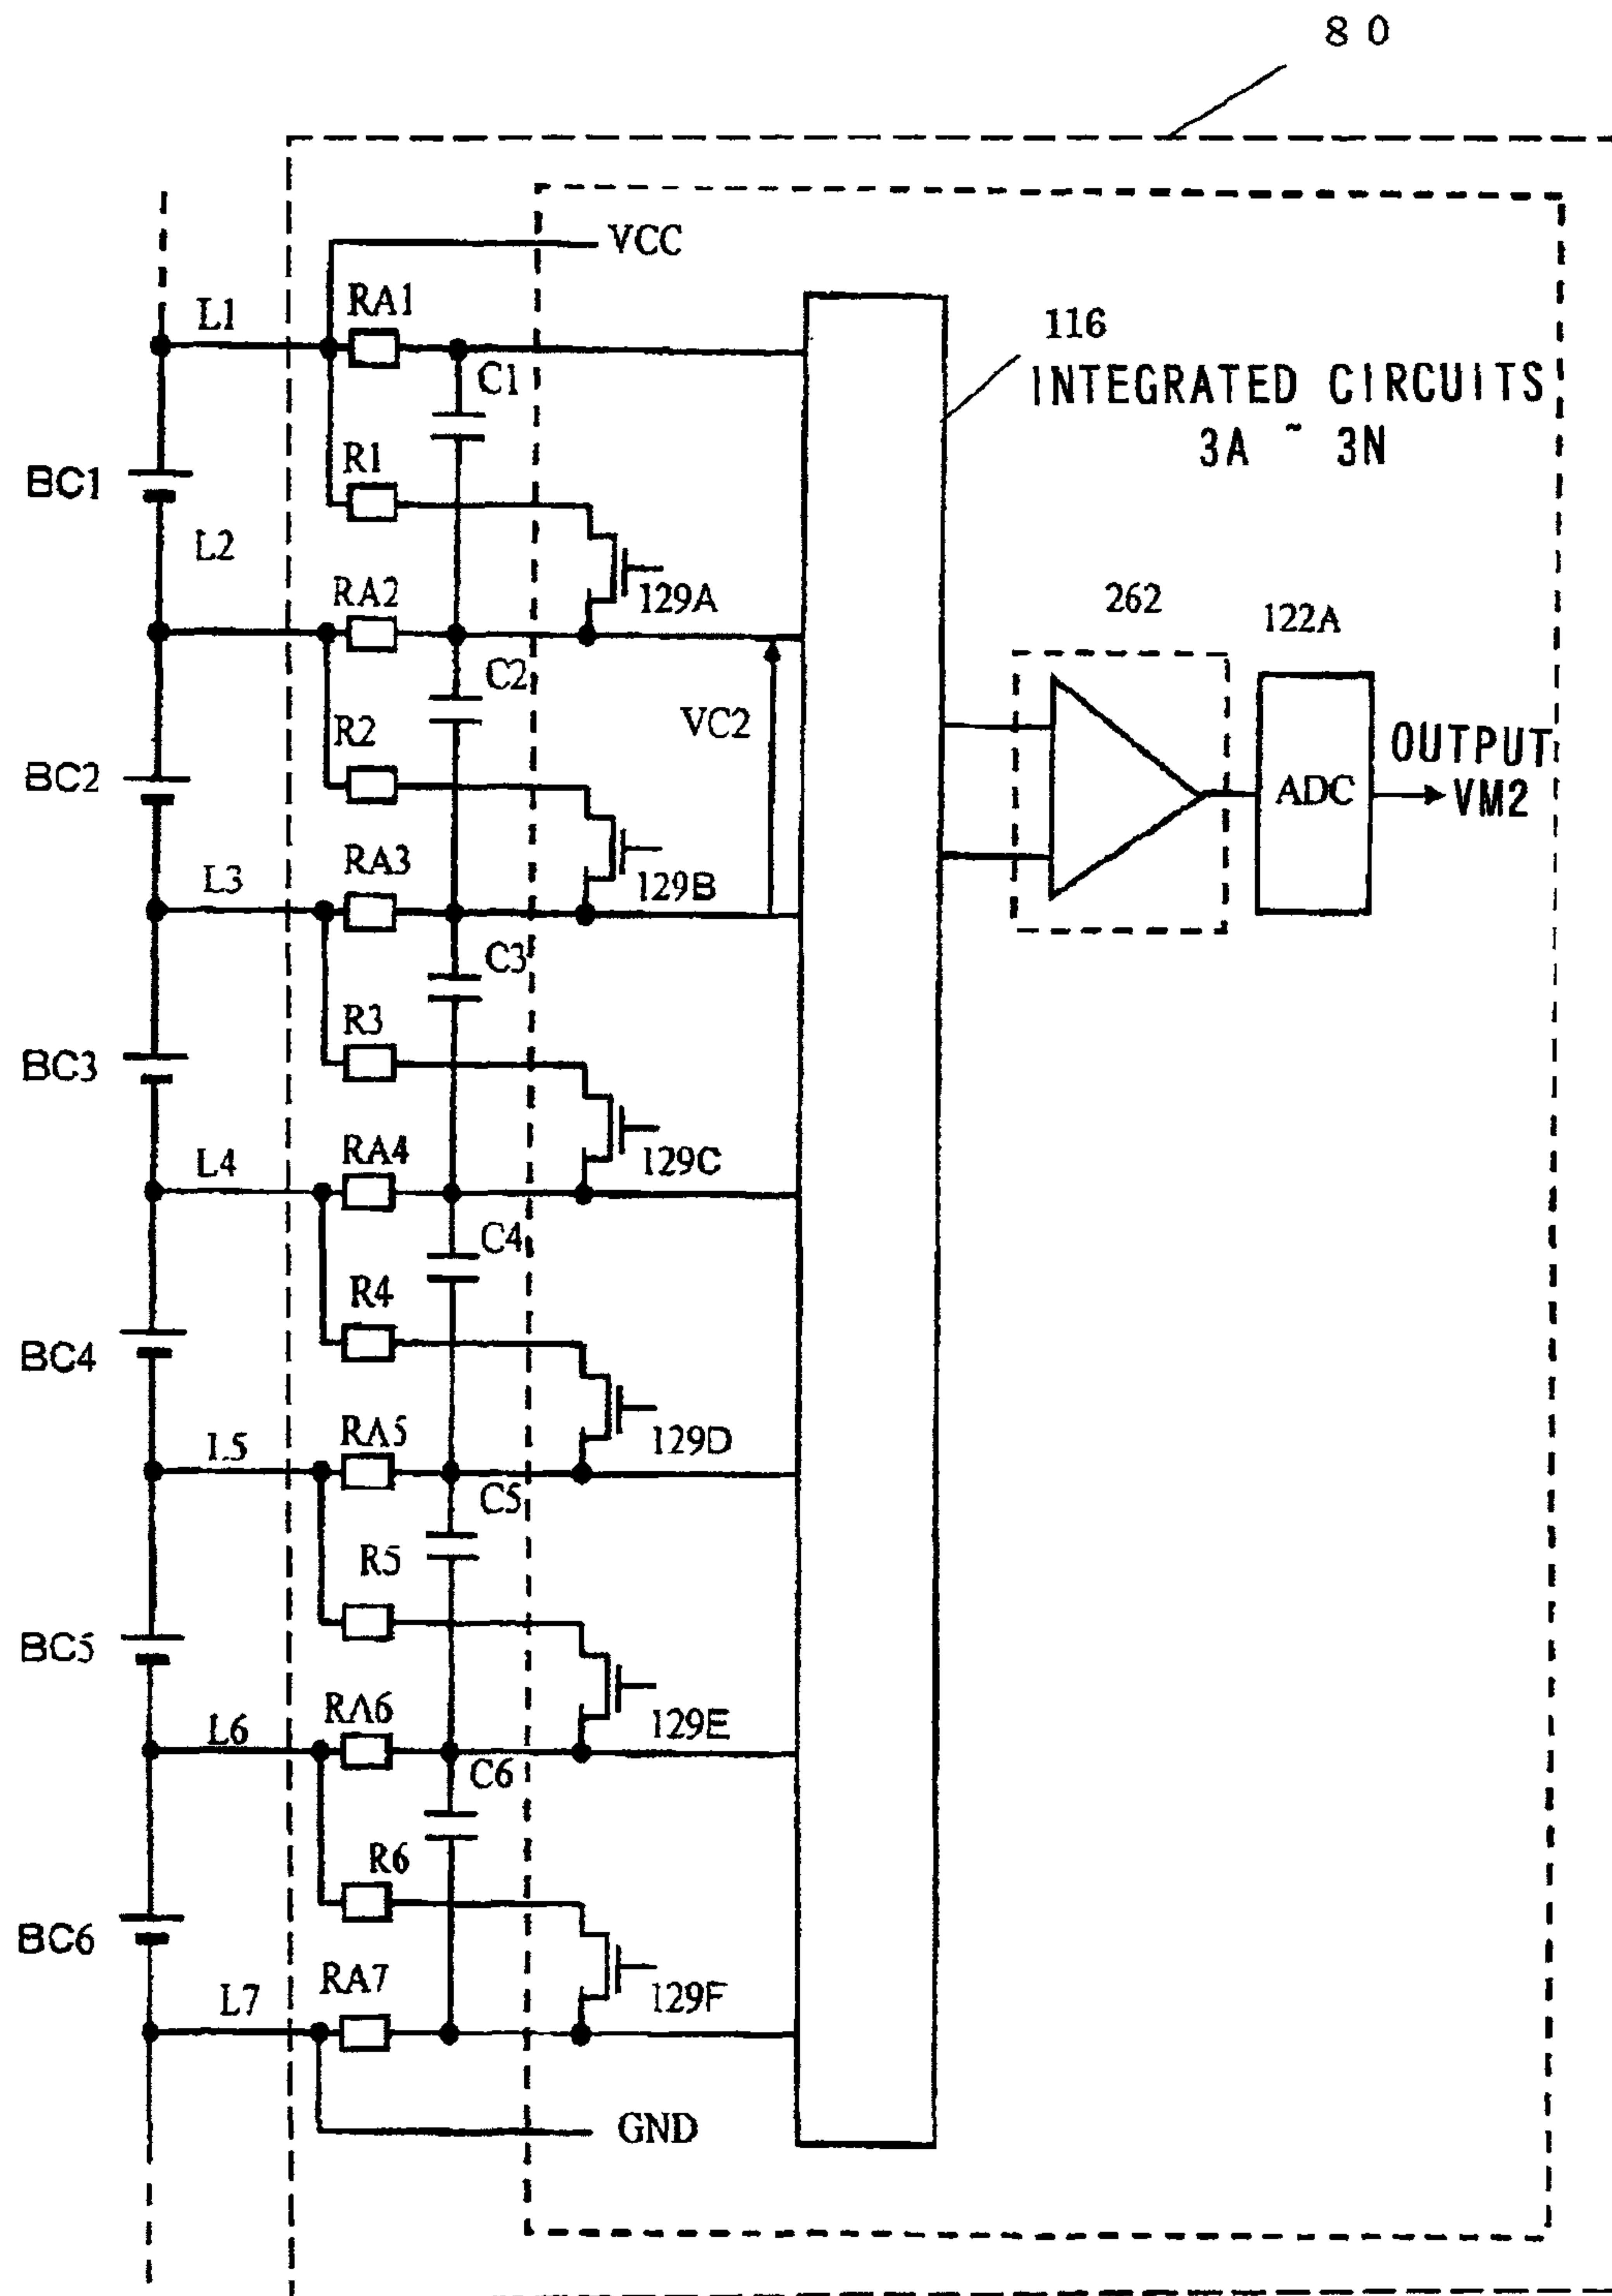 80
VCC
L1
RA1
C1
116
INTEGRATED CIRCUITS
3A ~ 3N
R1
BC1
L2
RA2
129A
262
122A
C2
VC2
R2
OUTPUT
BC2
ADC
VM2
RA3
L3
129B
C3
R3
BC3
RA4
L4
129C
C4
R4
BC4
RA5
L5
129D
C5
R5
BC5
RA6
L6
129E
C6
R6
BC6
RA7
L7
129F
GND